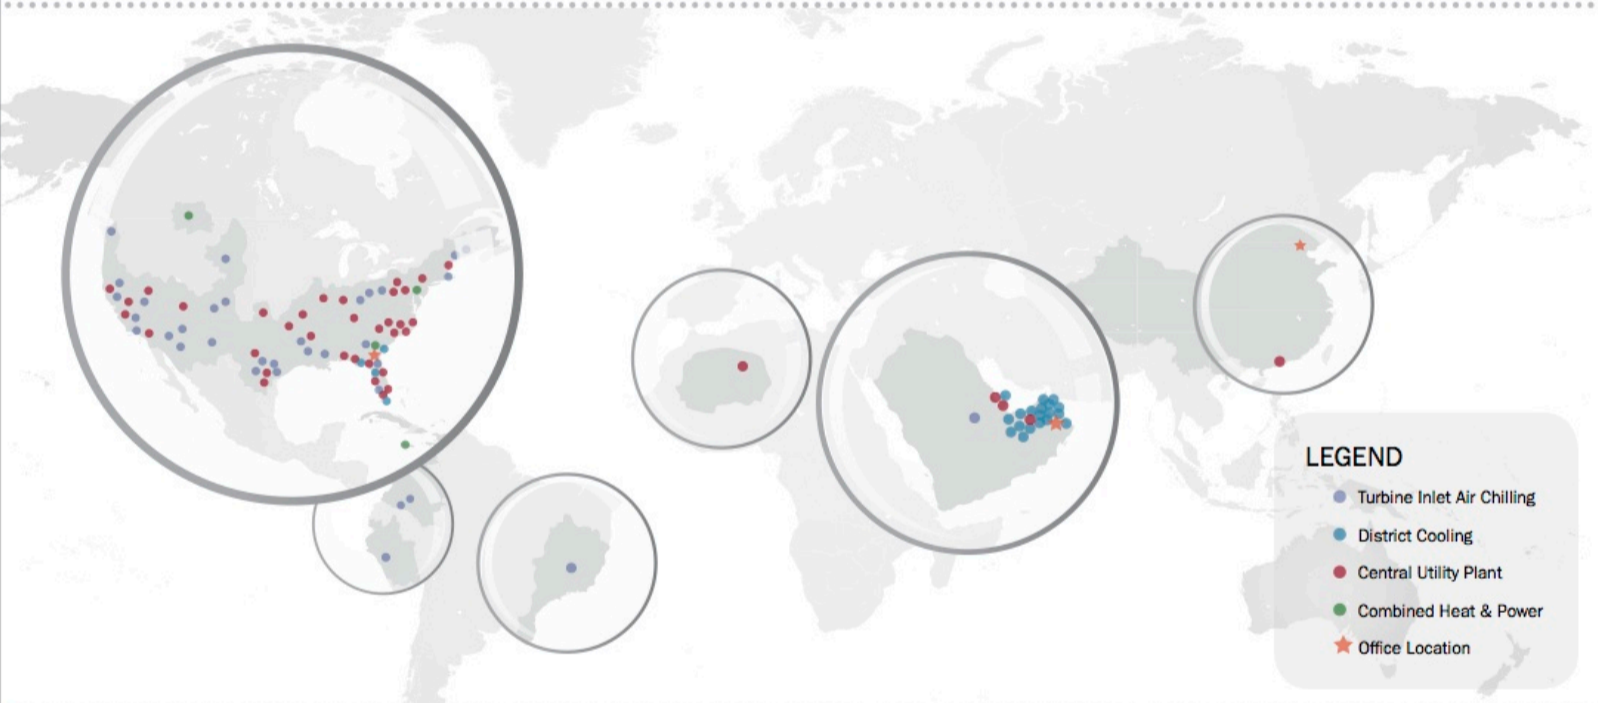 LEGEND
Turbine Inlet Air Chilling
District Cooling
Central Utility Plant
Combined Heat & Power
Office Location